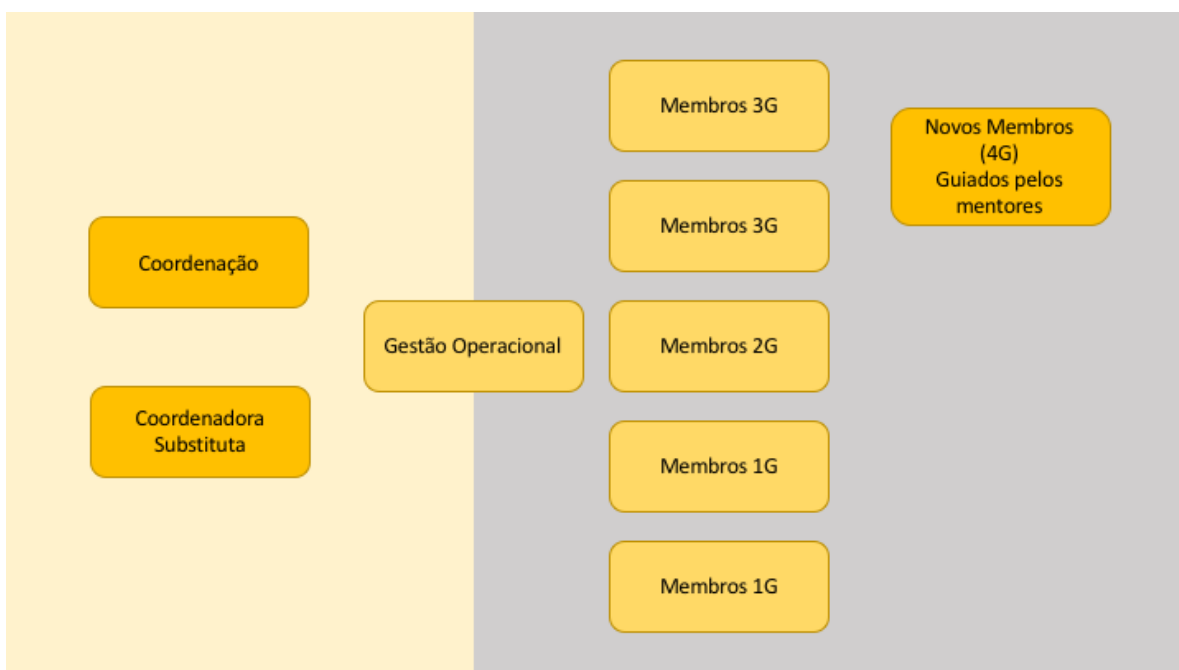 Coordenação
Coordenadora
Substituta
Gestão Operacional
Membros 3G
Membros 3G
Membros 2G
Membros 1G
Membros 1G
Novos Membros
(4G)
Guiados pelos
mentores